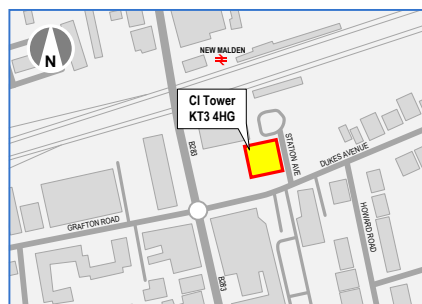 N
NEW MALDEN
CI Tower
KT3 4HG
B283
STATION AVE
DUKES AVENUE
GRAFTON ROAD
HOWARD ROAD
B283